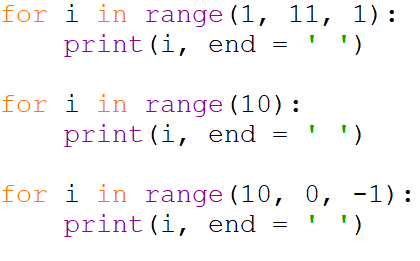 for i in range(1, 11, 1):
    print(i, end = ' ')
for i in range(10):
    print(i, end = ' ')
for i in range(10, 0, -1):
    print(i, end = ' ')